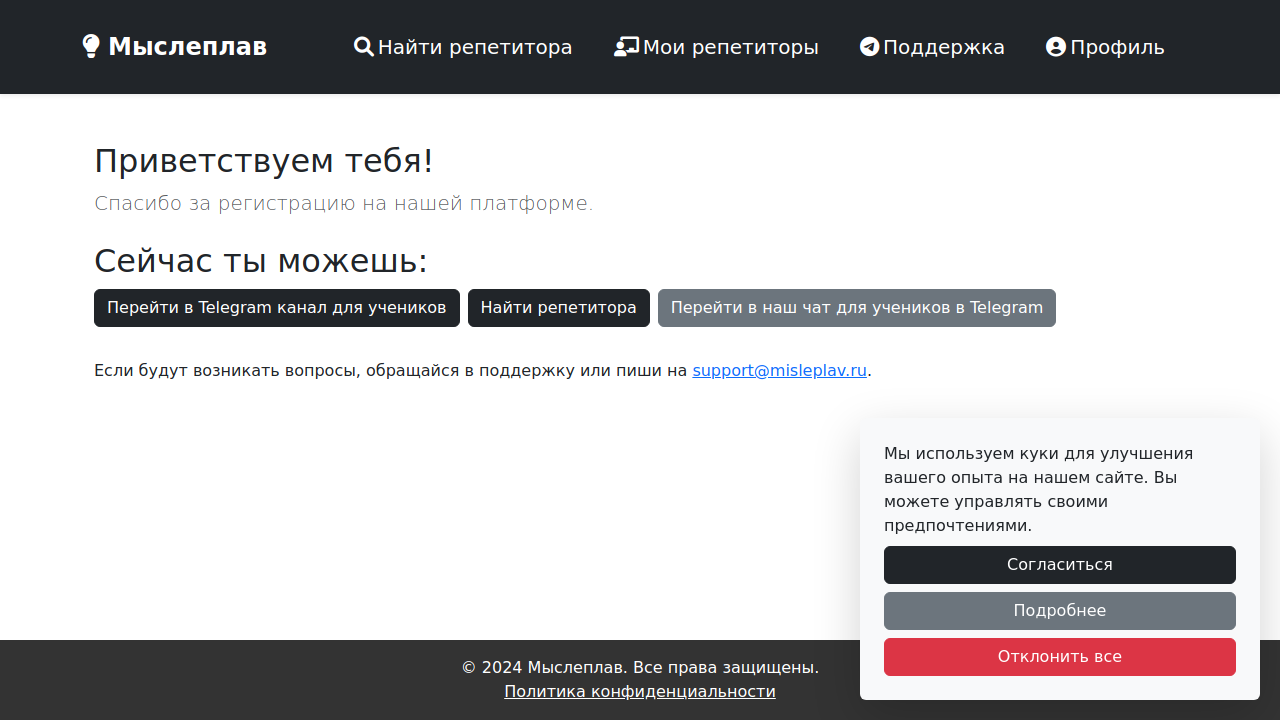 Мыслеплав
Найти репетитора
Мои репетиторы
Поддержка
Профиль
Приветствуем тебя!
Спасибо за регистрацию на нашей платформе.
Сейчас ты можешь:
Перейти в Telegram канал для учеников
Найти репетитора
Перейти в наш чат для учеников в Telegram
Если будут возникать вопросы, обращайся в поддержку или пиши на support@misleplav.ru.
Мы используем куки для улучшения
вашего опыта на нашем сайте. Вы
можете управлять своими
предпочтениями.
Согласиться
Подробнее
Отклонить все
© 2024 Мыслеплав. Все права защищены.
Политика конфиденциальности